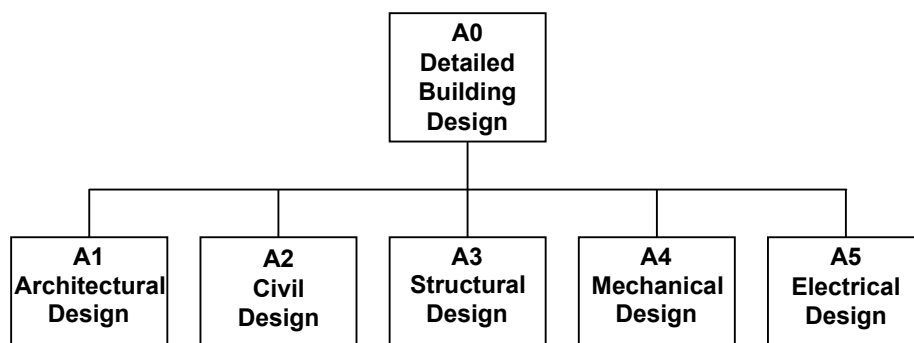 A0
Detailed
Building
Design
A1
Architectural
Design
A2
Civil
Design
A3
Structural
Design
A4
Mechanical
Design
A5
Electrical
Design